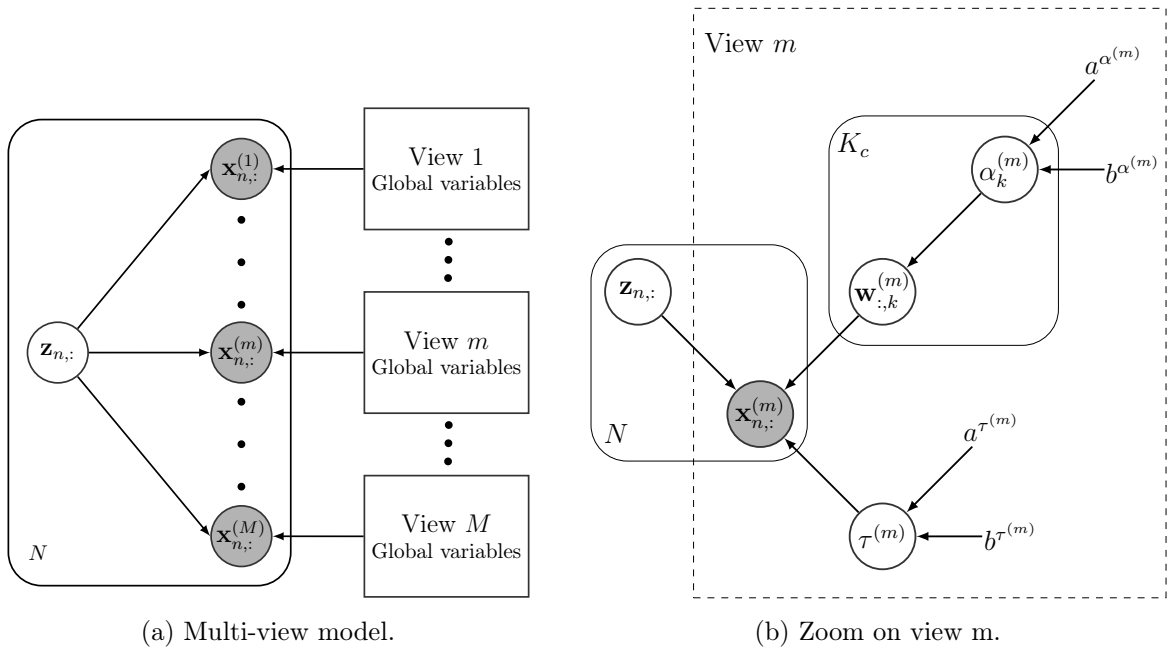 x_{n,:}^{(1)}
View 1
Global variables
z_{n,:}
x_{n,:}^{(m)}
View m
Global variables
x_{n,:}^{(M)}
View M
Global variables
N
(a) Multi-view model.
View m
a^{α^{(m)}}
K_c
α_k^{(m)}
b^{α^{(m)}}
z_{n,:}
w_{:,k}^{(m)}
x_{n,:}^{(m)}
N
a^{τ^{(m)}}
τ^{(m)}
b^{τ^{(m)}}
(b) Zoom on view m.